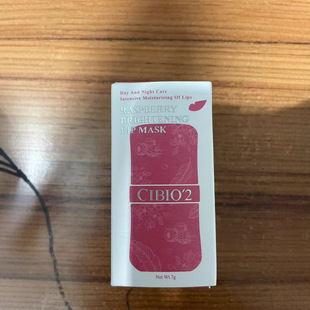 Day And Night Care
Intensive Moisturizing Of Lips
RASPBERRY
BRIGHTENING
LIP MASK
CIBIO'2
Net Wt.7g